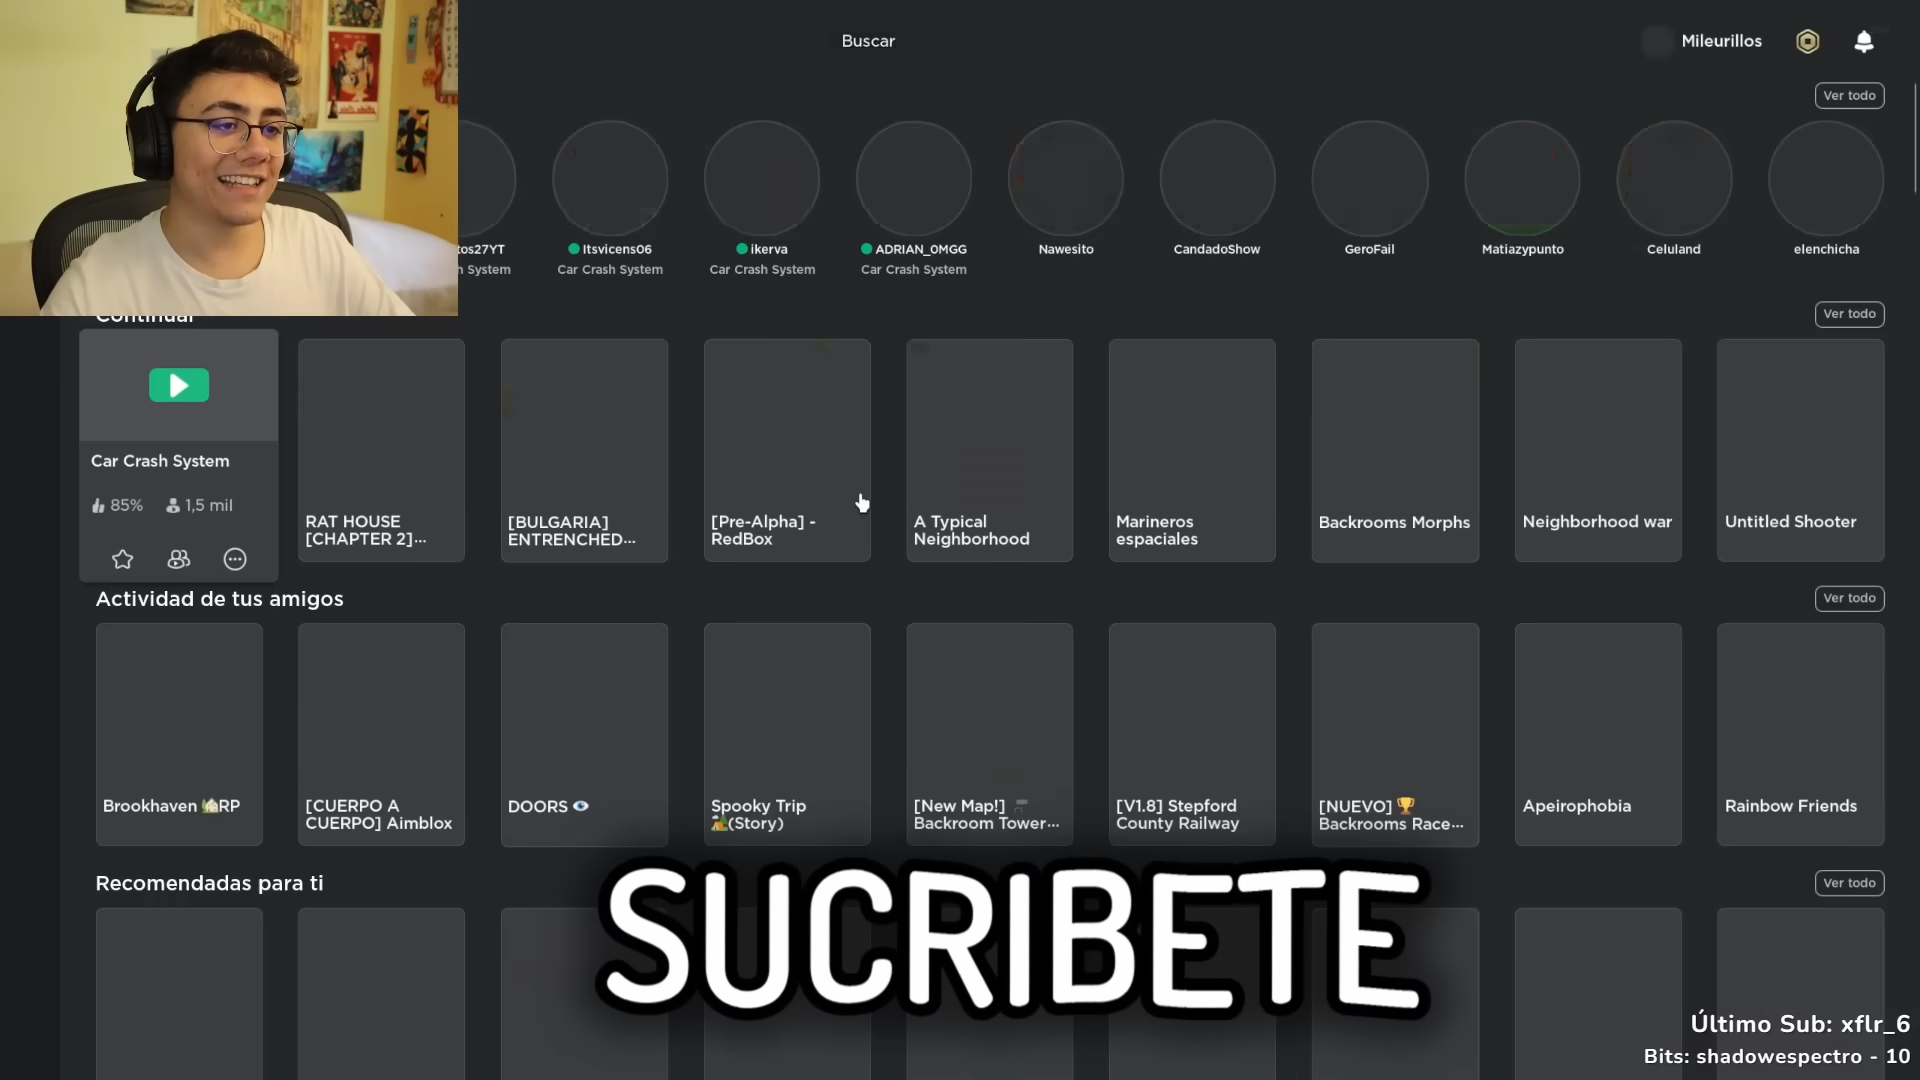 Buscar
Mileurillos
Ver todo
tos27YT
Itsvicens06
ikerva
ADRIAN_0MGG
Nawesito
CandadoShow
GeroFail
Matiazypunto
Celuland
elenchicha
System
Car Crash System
Car Crash System
Car Crash System
Continuar
Ver todo
Car Crash System
85%
1,5 mil
RAT HOUSE
[CHAPTER 2]...
[BULGARIA]
ENTRENCHED...
[Pre-Alpha] -
RedBox
A Typical
Neighborhood
Marineros
espaciales
Backrooms Morphs
Neighborhood war
Untitled Shooter
Actividad de tus amigos
Ver todo
Brookhaven 🏡RP
[CUERPO A
CUERPO] Aimblox
DOORS 👁️
Spooky Trip
🏕️(Story)
[New Map!]
Backroom Tower...
[V1.8] Stepford
County Railway
[NUEVO] 🏆
Backrooms Race...
Apeirophobia
Rainbow Friends
Recomendadas para ti
Ver todo
SUCRIBETE
Último Sub: xflr_6
Bits: shadowespectro - 10